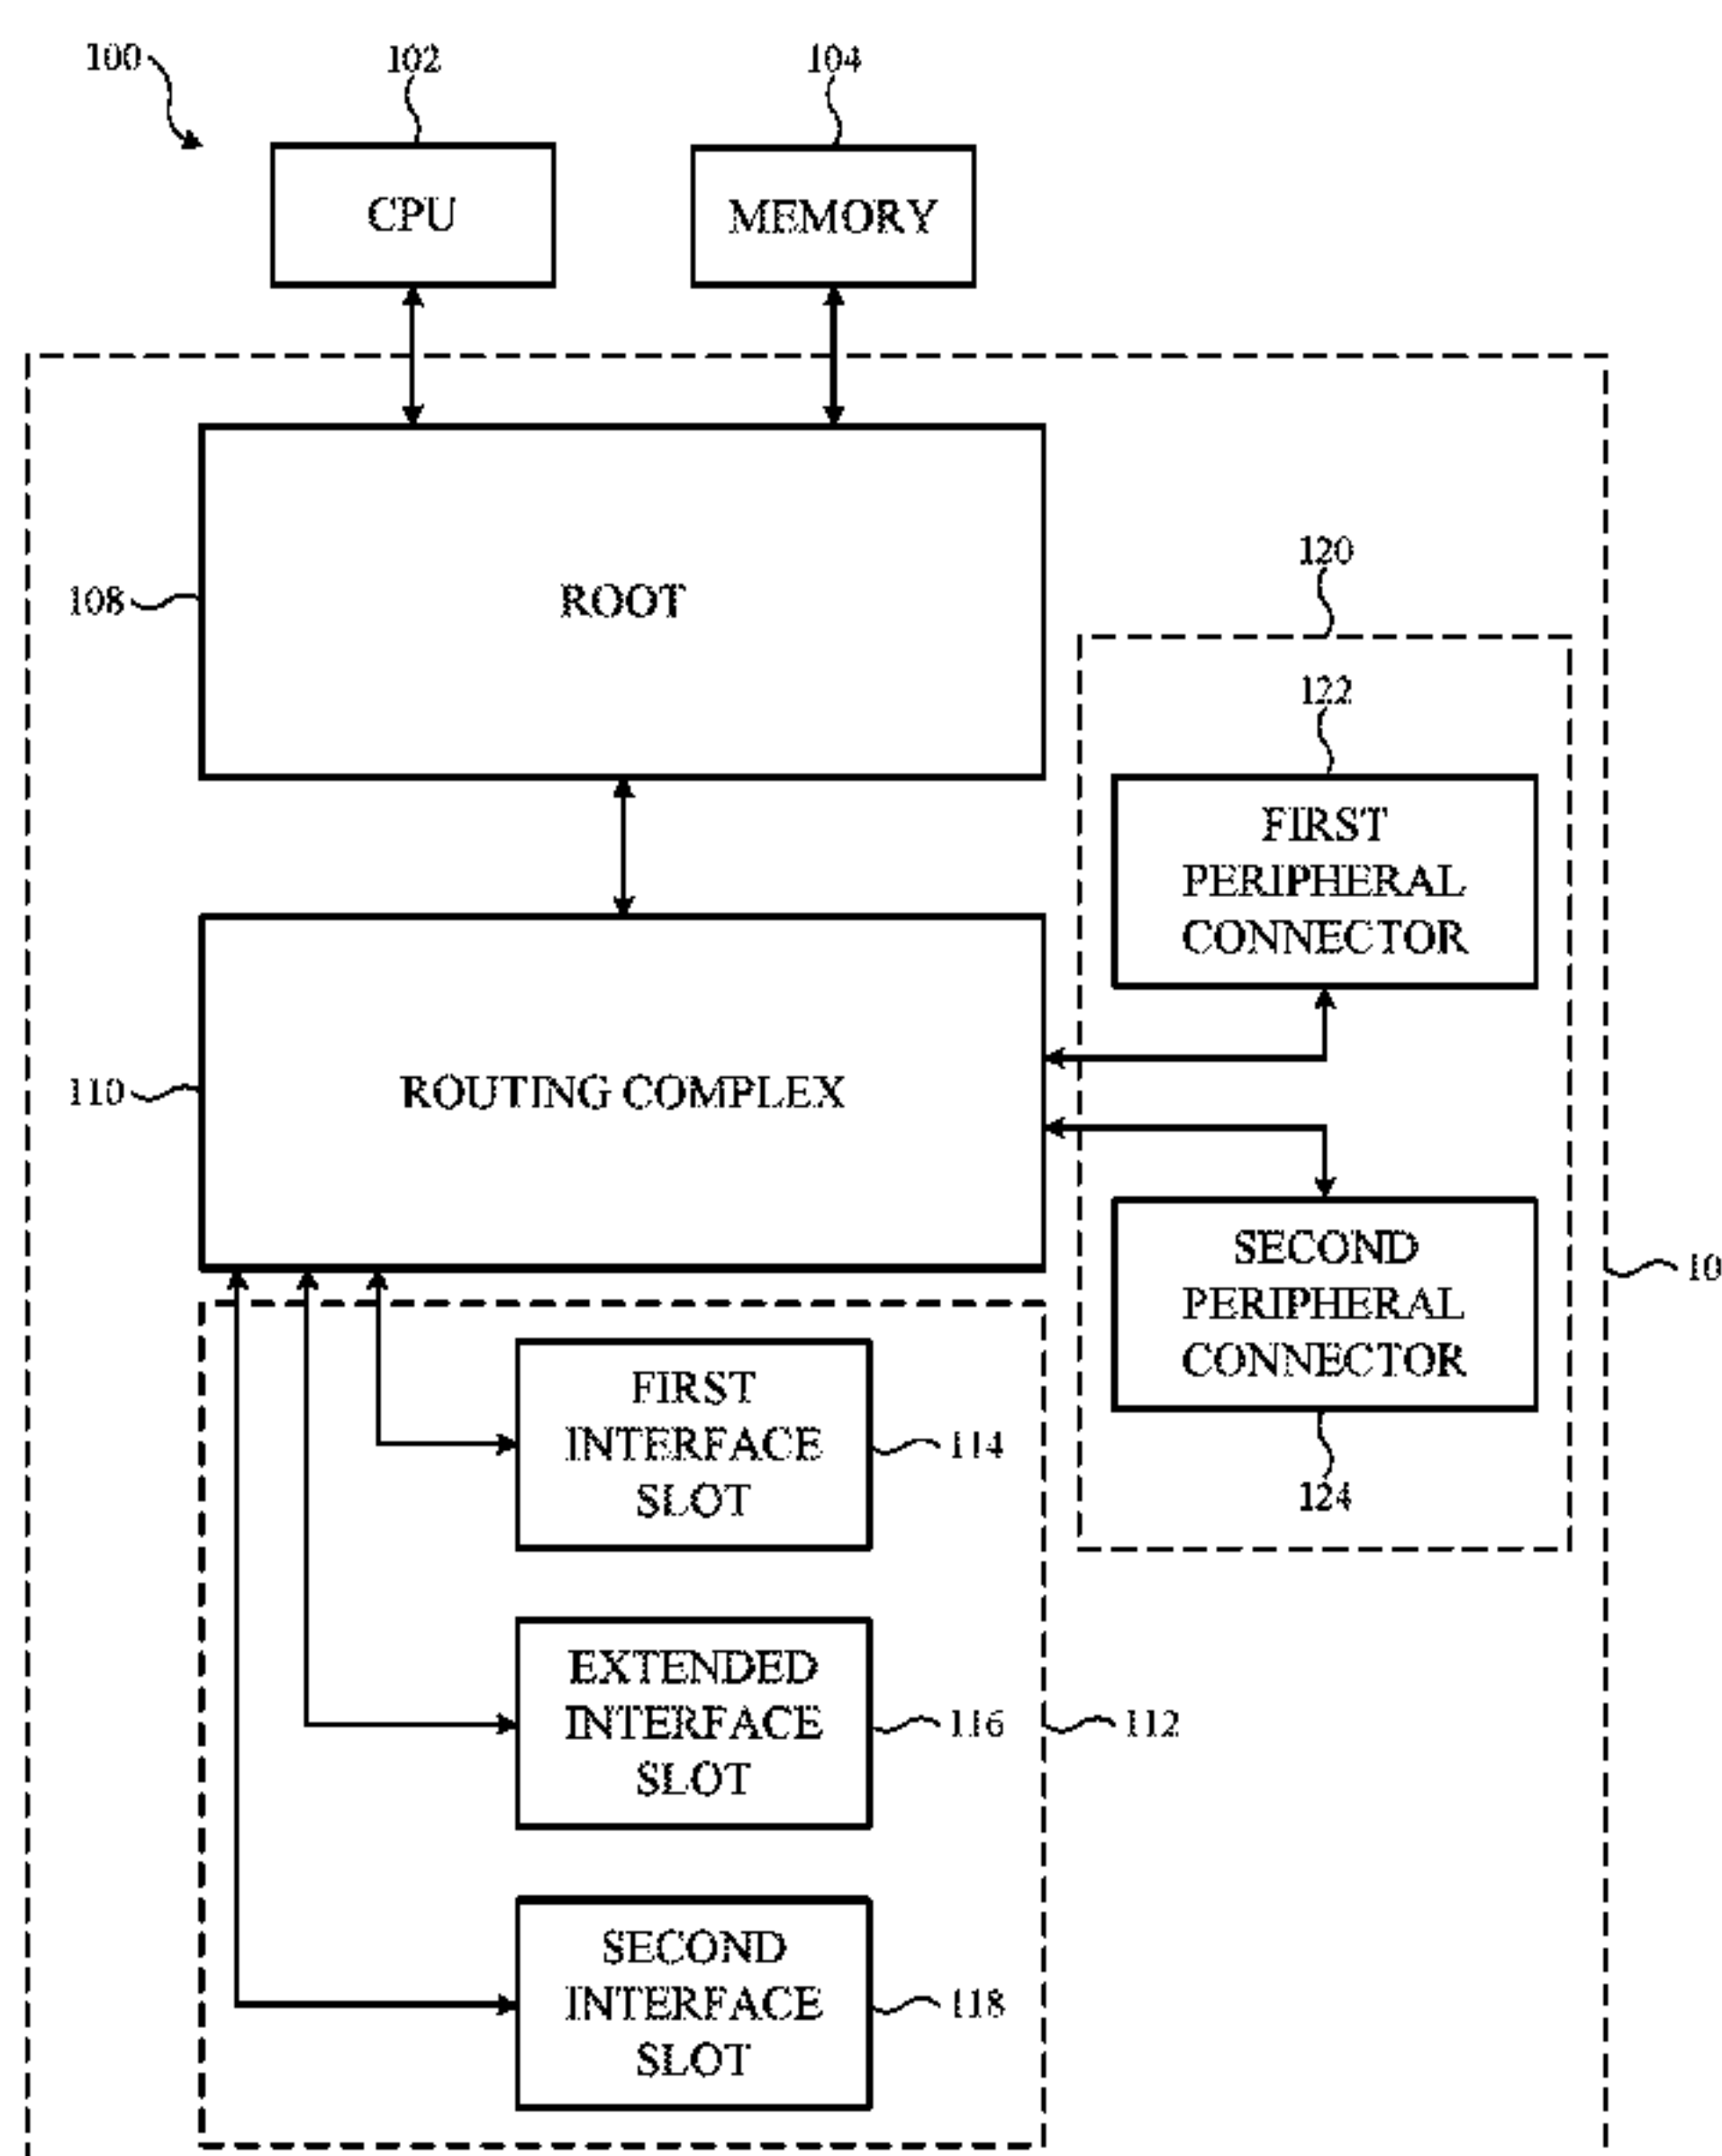 100
102
104
CPU
MEMORY
108
ROOT
120
122
FIRST
PERIPHERAL
CONNECTOR
110
ROUTING COMPLEX
SECOND
PERIPHERAL
CONNECTOR
10
124
FIRST
INTERFACE
SLOT
114
EXTENDED
INTERFACE
SLOT
116
112
SECOND
INTERFACE
SLOT
118